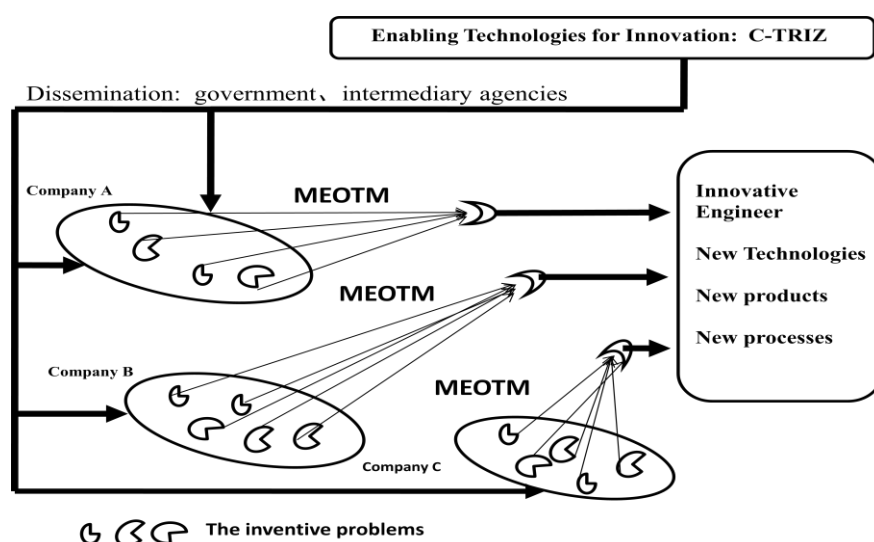 Enabling Technologies for Innovation: C-TRIZ
Dissemination: government、intermediary agencies
Company A
MEOTM
Innovative
Engineer
New Technologies
New products
New processes
MEOTM
Company B
MEOTM
Company C
The inventive problems